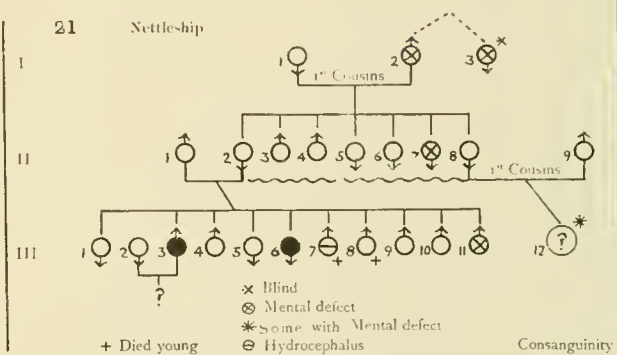 21 Nettleship
I 1 2 3
1st Cousins
II 1 2 3 4 5 6 7 8 9
1st Cousins
III 1 2 3 4 5 6 7 8 9 10 11 12
?
?
× Blind
⊗ Mental defect
* Some with Mental defect
+ Died young ⊖ Hydrocephalus Consanguinity